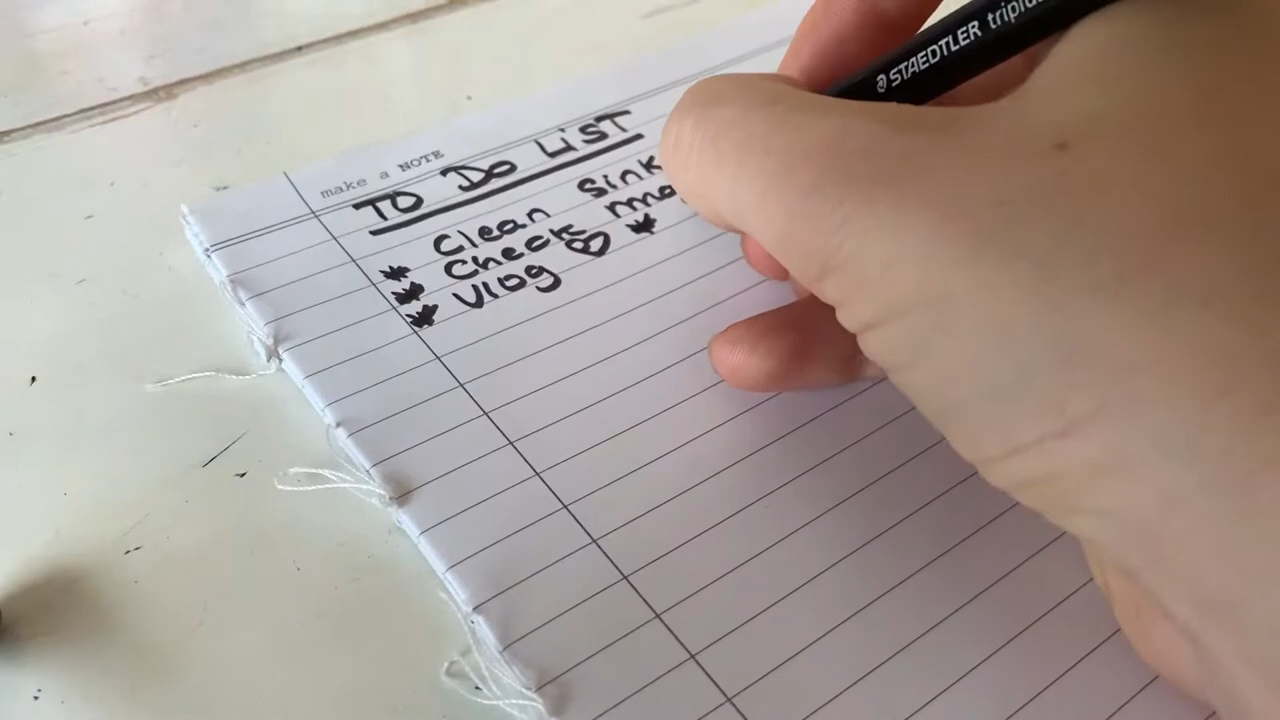 STAEDTLER
make a NOTE
TO DO LIST
Clean Sink
Check
Vlog